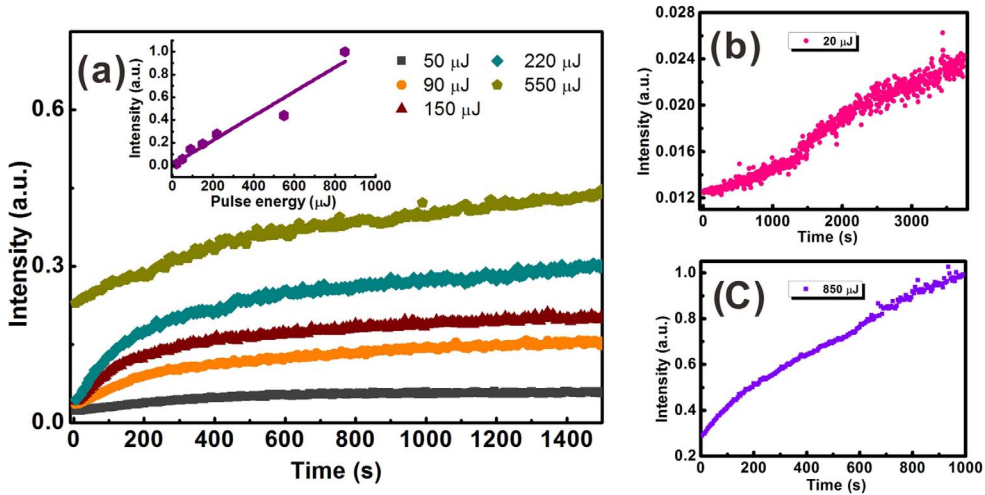 (a)
Intensity (a.u.)
1.0
0.8
0.6
0.4
0.2
0.0
0 200 400 600 800 1000
Pulse energy (μJ)
50 μJ
90 μJ
150 μJ
220 μJ
550 μJ
Intensity (a.u.)
0.6
0.3
0.0
0 200 400 600 800 1000 1200 1400
Time (s)
(b)
20 μJ
Intensity (a.u.)
0.028
0.024
0.020
0.016
0.012
0 1000 2000 3000
Time (s)
(C)
850 μJ
Intensity (a.u.)
1.0
0.8
0.6
0.4
0.2
0 200 400 600 800 1000
Time (s)